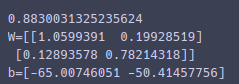 0.8830031325235624
W=[[1.0599391  0.19928519]
 [0.12893578 0.78214318]]
b=[-65.00746051 -50.41457756]